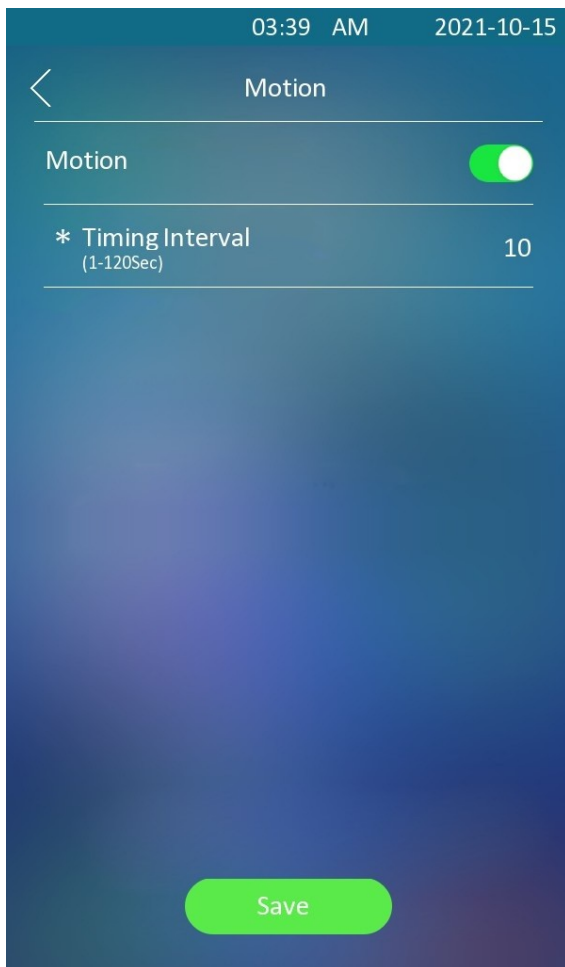 03:39 AM 2021-10-15
Motion
Motion
* Timing Interval 10
(1-120Sec)
Save